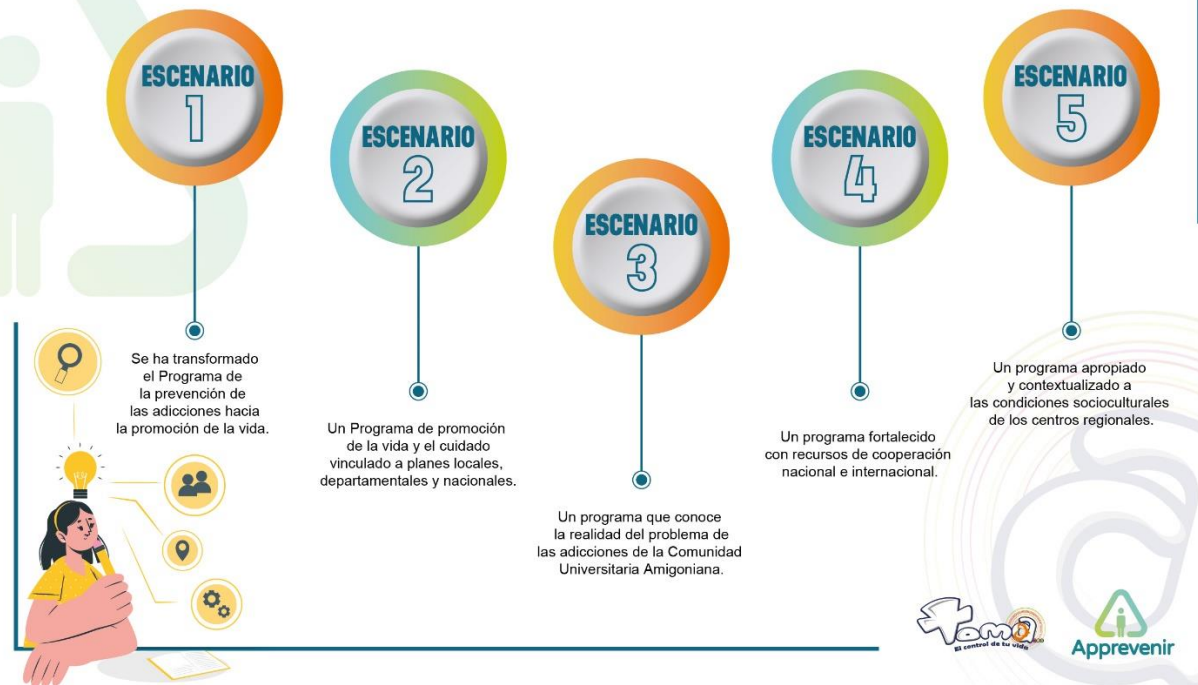 ESCENARIO
1
Se ha transformado
el Programa de
la prevención de
las adicciones hacia
la promoción de la vida.
ESCENARIO
2
Un Programa de promoción
de la vida y el cuidado
vinculado a planes locales,
departamentales y nacionales.
ESCENARIO
3
Un programa que conoce
la realidad del problema de
las adicciones de la Comunidad
Universitaria Amigoniana.
ESCENARIO
4
Un programa fortalecido
con recursos de cooperación
nacional e internacional.
ESCENARIO
5
Un programa apropiado
y contextualizado a
las condiciones socioculturales
de los centros regionales.
Toma
El control de tu vida
Apprevenir